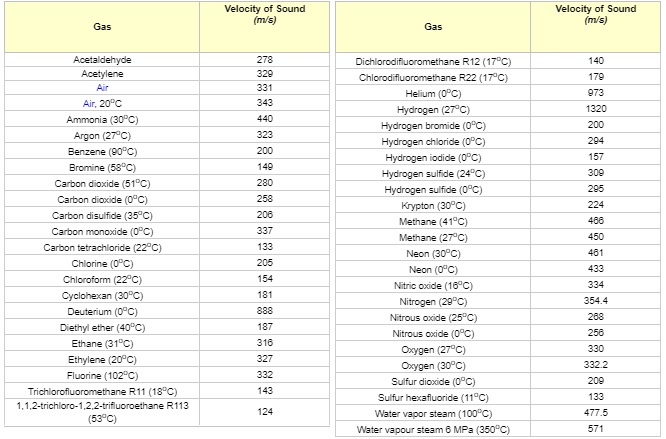 Gas Velocity of Sound
(m/s)
Acetaldehyde 278
Acetylene 329
Air 331
Air, 20°C 343
Ammonia (30°C) 440
Argon (27°C) 323
Benzene (90°C) 200
Bromine (58°C) 149
Carbon dioxide (51°C) 280
Carbon dioxide (0°C) 258
Carbon disulfide (35°C) 206
Carbon monoxide (0°C) 337
Carbon tetrachloride (22°C) 133
Chlorine (0°C) 205
Chloroform (22°C) 154
Cyclohexan (30°C) 181
Deuterium (0°C) 888
Diethyl ether (40°C) 187
Ethane (31°C) 316
Ethylene (20°C) 327
Fluorine (102°C) 332
Trichlorofluoromethane R11 (18°C) 143
1,1,2-trichloro-1,2,2-trifluoroethane R113
(53°C) 124
Gas Velocity of Sound
(m/s)
Dichlorodifluoromethane R12 (17°C) 140
Chlorodifluoromethane R22 (17°C) 179
Helium (0°C) 973
Hydrogen (27°C) 1320
Hydrogen bromide (0°C) 200
Hydrogen chloride (0°C) 294
Hydrogen iodide (0°C) 157
Hydrogen sulfide (24°C) 309
Hydrogen sulfide (0°C) 295
Krypton (30°C) 224
Methane (41°C) 466
Methane (27°C) 450
Neon (30°C) 461
Neon (0°C) 433
Nitric oxide (16°C) 334
Nitrogen (29°C) 354.4
Nitrous oxide (25°C) 268
Nitrous oxide (0°C) 256
Oxygen (27°C) 330
Oxygen (30°C) 332.2
Sulfur dioxide (0°C) 209
Sulfur hexafluoride (11°C) 133
Water vapor steam (100°C) 477.5
Water vapour steam 6 MPa (350°C) 571